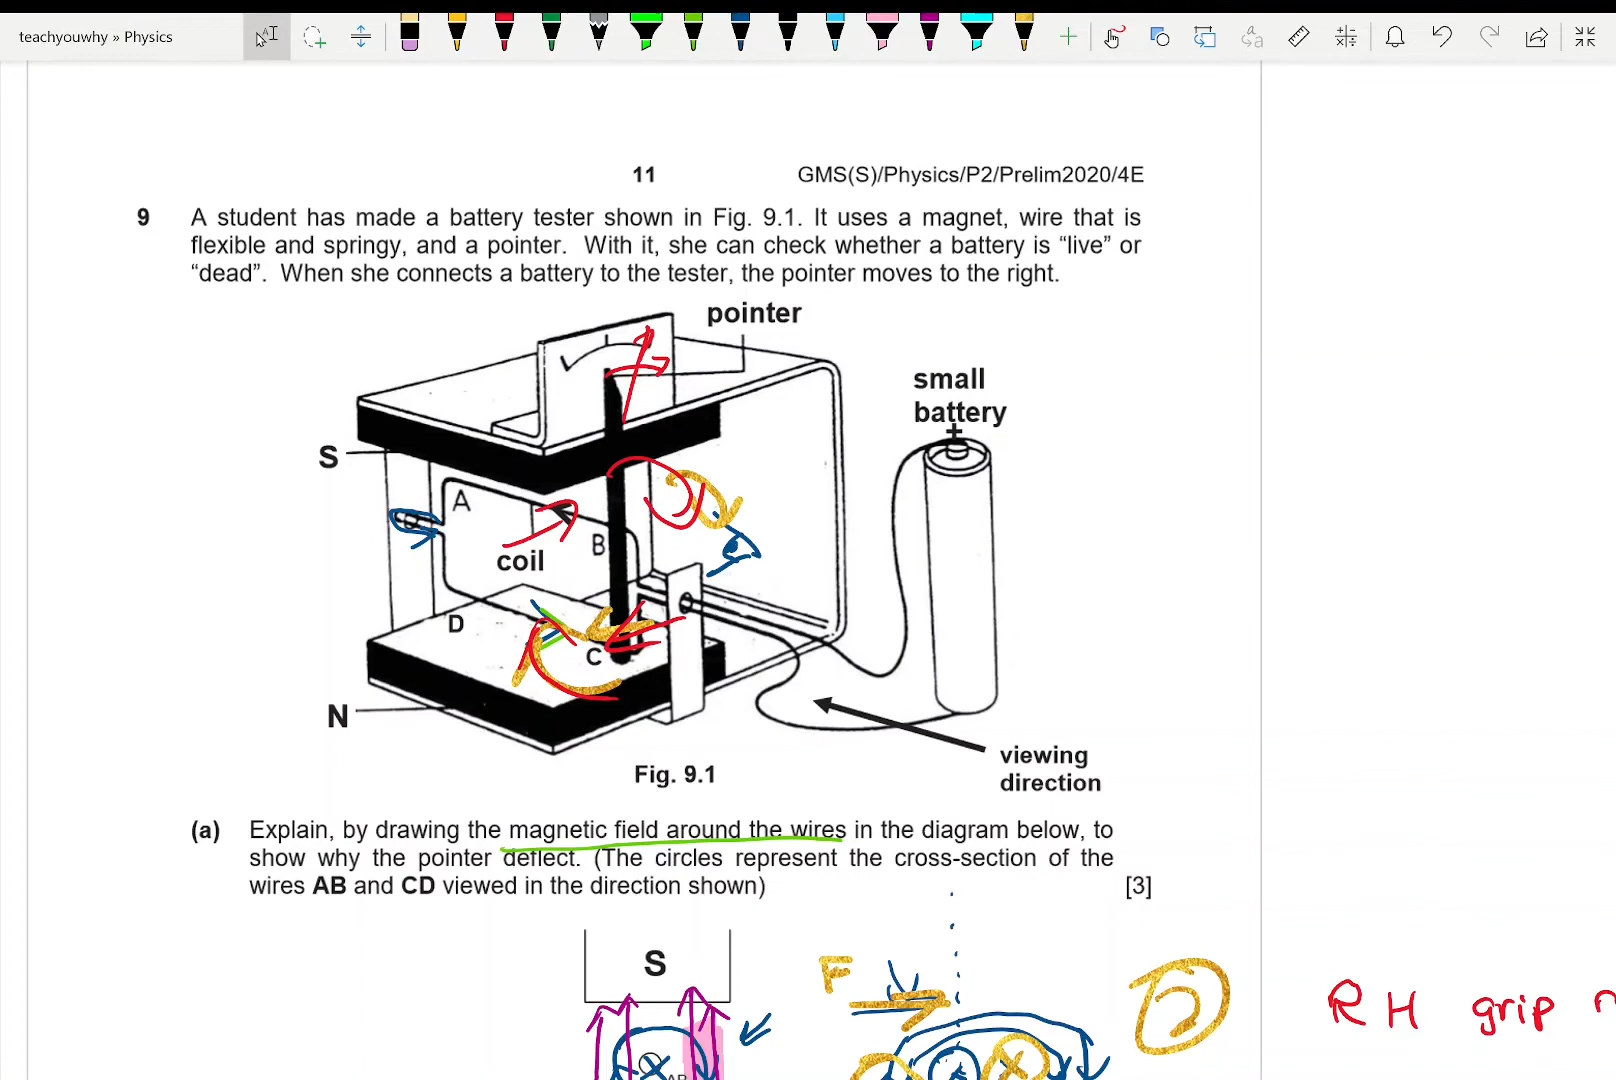 teachyouwhy » Physics
11
GMS(S)/Physics/P2/Prelim2020/4E
9 A student has made a battery tester shown in Fig. 9.1. It uses a magnet, wire that is
flexible and springy, and a pointer. With it, she can check whether a battery is “live” or
“dead”. When she connects a battery to the tester, the pointer moves to the right.
pointer
small
battery
+
S
A
B
coil
D
C
N
viewing
direction
Fig. 9.1
(a) Explain, by drawing the magnetic field around the wires in the diagram below, to
show why the pointer deflect. (The circles represent the cross-section of the
wires AB and CD viewed in the direction shown) [3]
S
F
2
RH grip